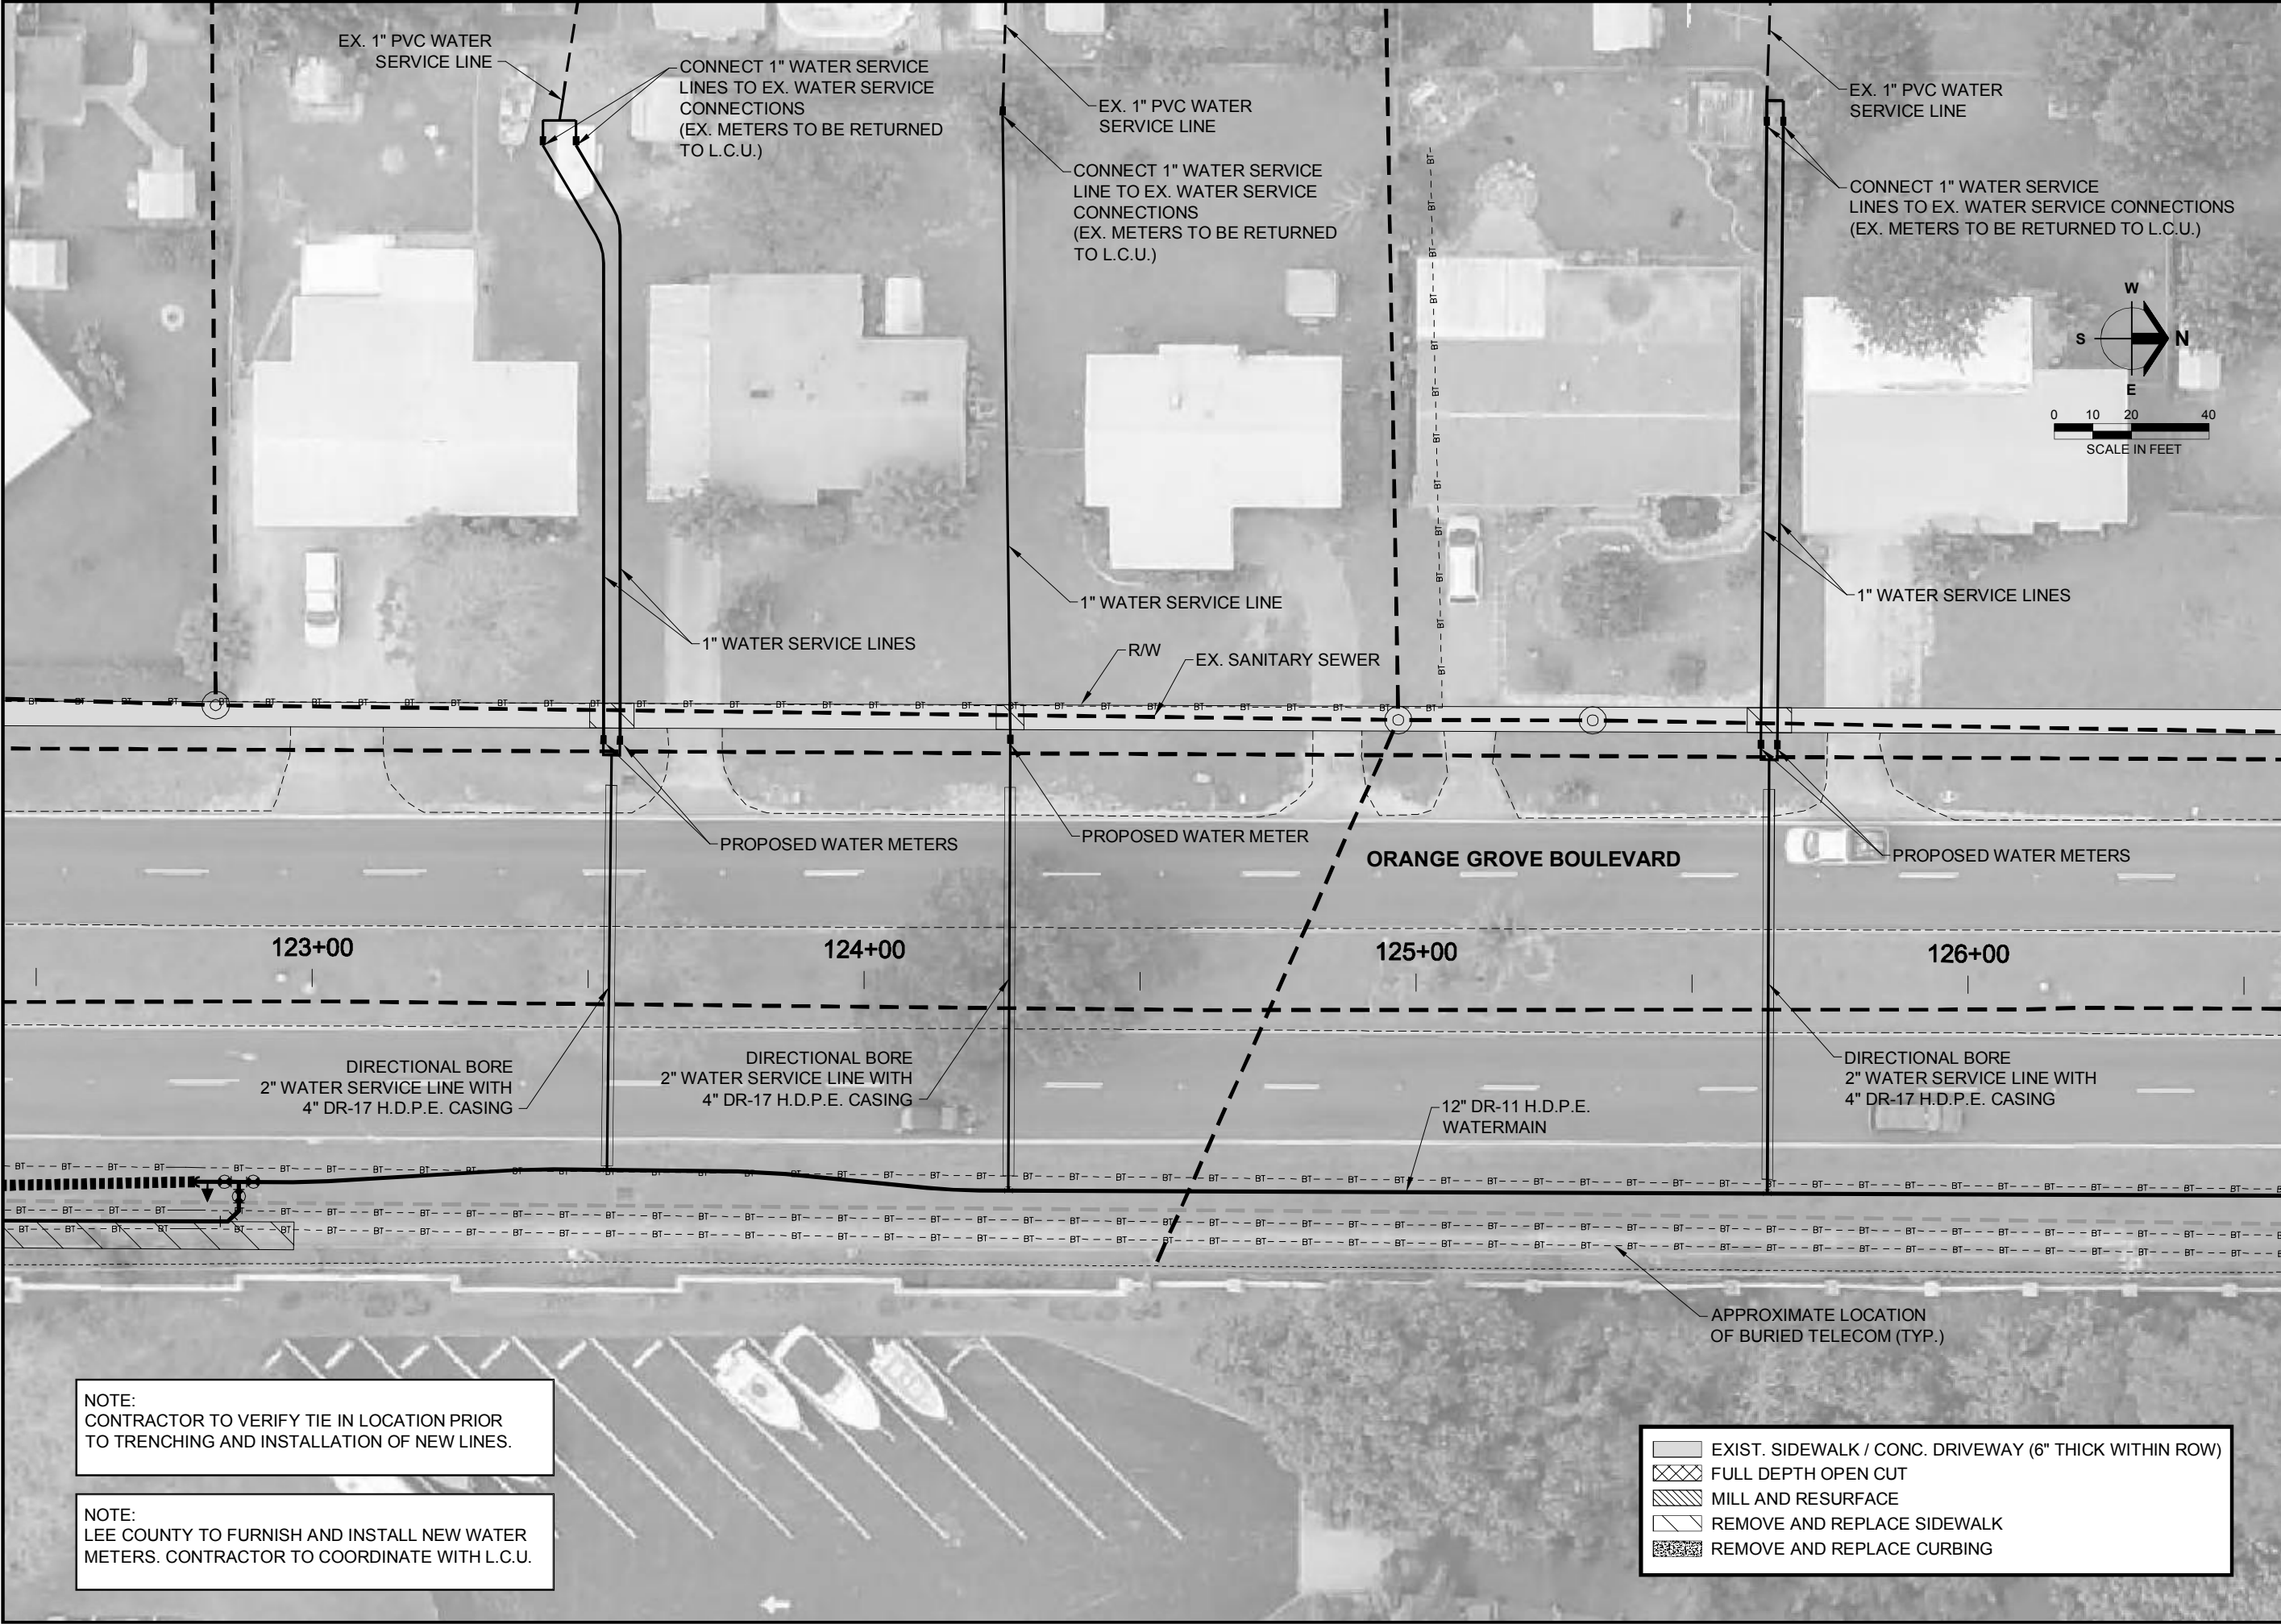 EX. 1" PVC WATER
SERVICE LINE
CONNECT 1" WATER SERVICE
LINES TO EX. WATER SERVICE
CONNECTIONS
(EX. METERS TO BE RETURNED
TO L.C.U.)
EX. 1" PVC WATER
SERVICE LINE
CONNECT 1" WATER SERVICE
LINE TO EX. WATER SERVICE
CONNECTIONS
(EX. METERS TO BE RETURNED
TO L.C.U.)
EX. 1" PVC WATER
SERVICE LINE
CONNECT 1" WATER SERVICE
LINES TO EX. WATER SERVICE CONNECTIONS
(EX. METERS TO BE RETURNED TO L.C.U.)
W
S N
E
0 10 20 40
SCALE IN FEET
1" WATER SERVICE LINES
1" WATER SERVICE LINE
1" WATER SERVICE LINES
R/W
EX. SANITARY SEWER
BT
PROPOSED WATER METERS
PROPOSED WATER METER
ORANGE GROVE BOULEVARD
PROPOSED WATER METERS
123+00
124+00
125+00
126+00
DIRECTIONAL BORE
2" WATER SERVICE LINE WITH
4" DR-17 H.D.P.E. CASING
DIRECTIONAL BORE
2" WATER SERVICE LINE WITH
4" DR-17 H.D.P.E. CASING
DIRECTIONAL BORE
2" WATER SERVICE LINE WITH
4" DR-17 H.D.P.E. CASING
12" DR-11 H.D.P.E.
WATERMAIN
APPROXIMATE LOCATION
OF BURIED TELECOM (TYP.)
NOTE:
CONTRACTOR TO VERIFY TIE IN LOCATION PRIOR
TO TRENCHING AND INSTALLATION OF NEW LINES.
NOTE:
LEE COUNTY TO FURNISH AND INSTALL NEW WATER
METERS. CONTRACTOR TO COORDINATE WITH L.C.U.
EXIST. SIDEWALK / CONC. DRIVEWAY (6" THICK WITHIN ROW)
FULL DEPTH OPEN CUT
MILL AND RESURFACE
REMOVE AND REPLACE SIDEWALK
REMOVE AND REPLACE CURBING